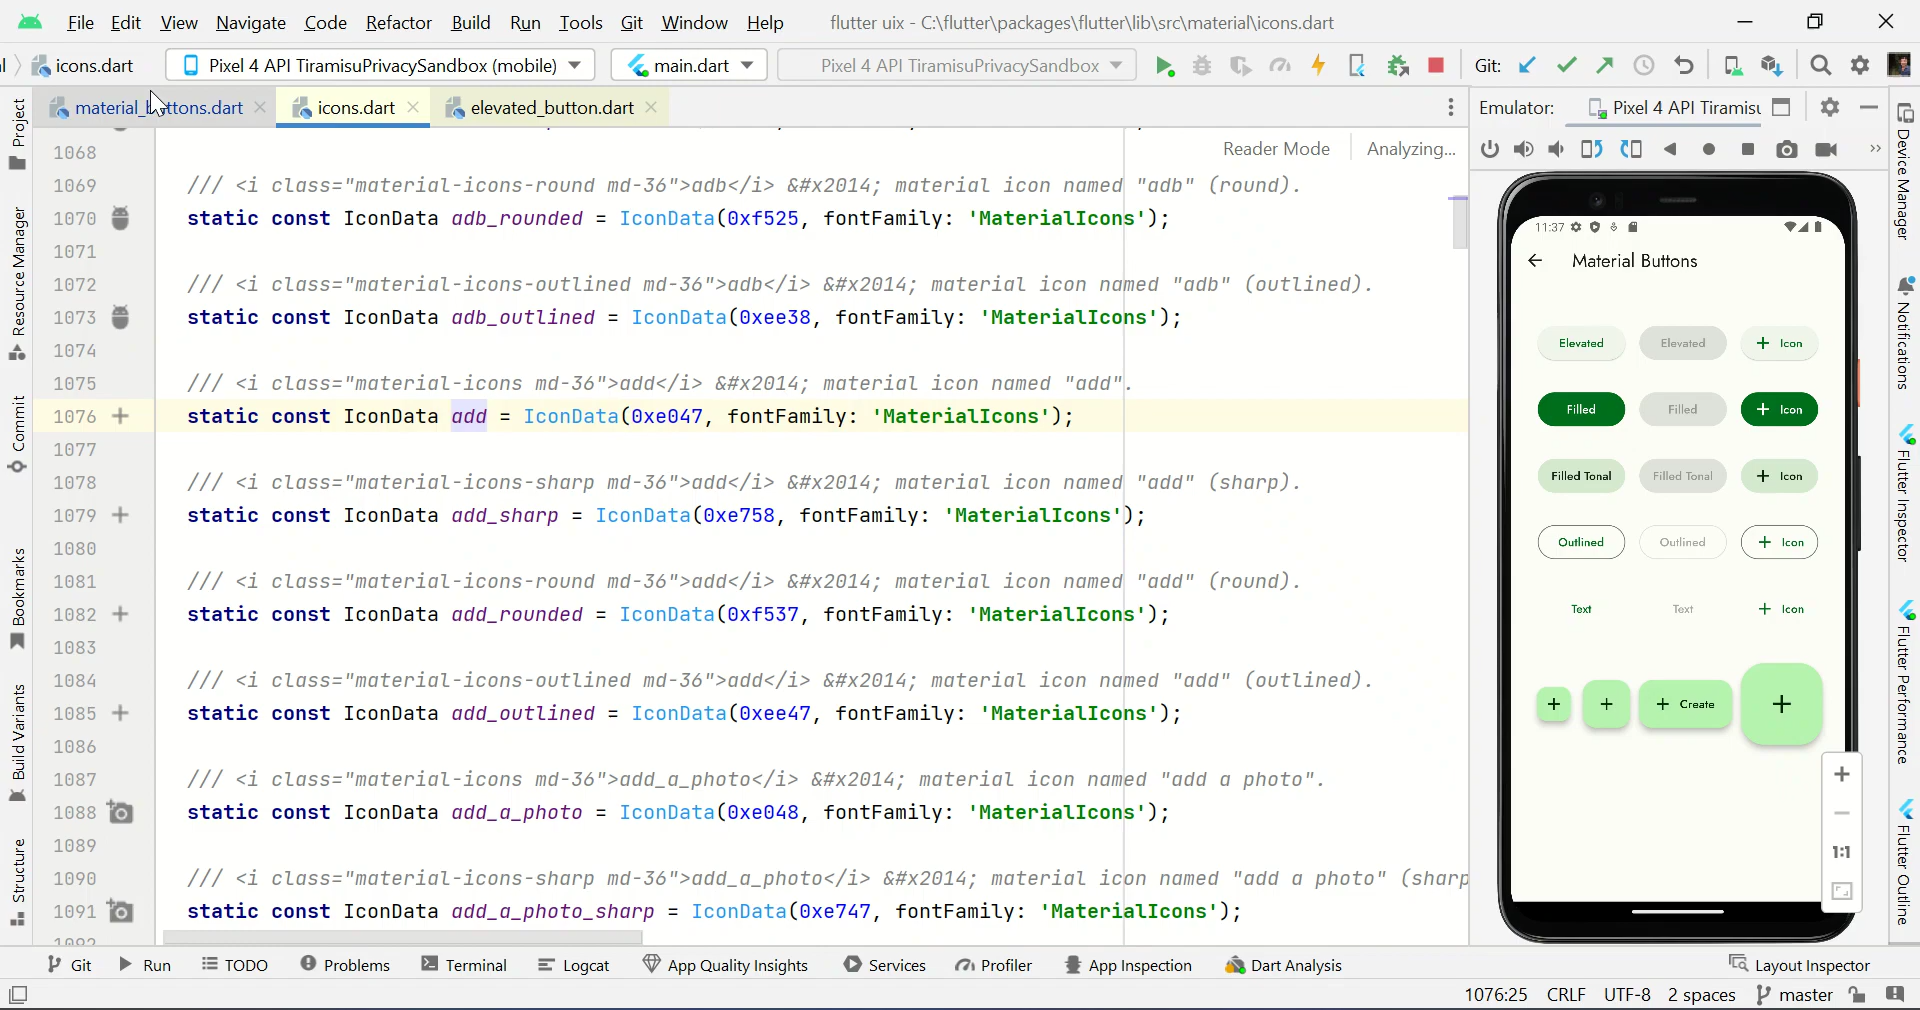 File Edit View Navigate Code Refactor Build Run Tools Git Window Help flutter uix - C:\flutter\packages\flutter\lib\src\material\icons.dart
icons.dart Pixel 4 API TiramisuPrivacySandbox (mobile) main.dart Pixel 4 API TiramisuPrivacySandbox Git:
material_buttons.dart icons.dart elevated_button.dart
Emulator: Pixel 4 API Tiramisu
Reader Mode Analyzing...
1068
1069 /// <i class="material-icons-round md-36">adb</i> &#x2014; material icon named "adb" (round).
1070 static const IconData adb_rounded = IconData(0xf525, fontFamily: 'MaterialIcons');
1071
1072 /// <i class="material-icons-outlined md-36">adb</i> &#x2014; material icon named "adb" (outlined).
1073 static const IconData adb_outlined = IconData(0xee38, fontFamily: 'MaterialIcons');
1074
1075 /// <i class="material-icons md-36">add</i> &#x2014; material icon named "add".
1076 static const IconData add = IconData(0xe047, fontFamily: 'MaterialIcons');
1077
1078 /// <i class="material-icons-sharp md-36">add</i> &#x2014; material icon named "add" (sharp).
1079 static const IconData add_sharp = IconData(0xe758, fontFamily: 'MaterialIcons');
1080
1081 /// <i class="material-icons-round md-36">add</i> &#x2014; material icon named "add" (round).
1082 static const IconData add_rounded = IconData(0xf537, fontFamily: 'MaterialIcons');
1083
1084 /// <i class="material-icons-outlined md-36">add</i> &#x2014; material icon named "add" (outlined).
1085 static const IconData add_outlined = IconData(0xee47, fontFamily: 'MaterialIcons');
1086
1087 /// <i class="material-icons md-36">add_a_photo</i> &#x2014; material icon named "add a photo".
1088 static const IconData add_a_photo = IconData(0xe048, fontFamily: 'MaterialIcons');
1089
1090 /// <i class="material-icons-sharp md-36">add_a_photo</i> &#x2014; material icon named "add a photo" (sharp
1091 static const IconData add_a_photo_sharp = IconData(0xe747, fontFamily: 'MaterialIcons');
1092
Project
Resource Manager
Commit
Bookmarks
Build Variants
Structure
11:37
Material Buttons
Elevated Elevated + Icon
Filled Filled + Icon
Filled Tonal Filled Tonal + Icon
Outlined Outlined + Icon
Text Text + Icon
+ + + Create +
+
−
1:1
Device Manager
Notifications
Flutter Inspector
Flutter Performance
Flutter Outline
Git Run TODO Problems Terminal Logcat App Quality Insights Services Profiler App Inspection Dart Analysis Layout Inspector
1076:25 CRLF UTF-8 2 spaces master